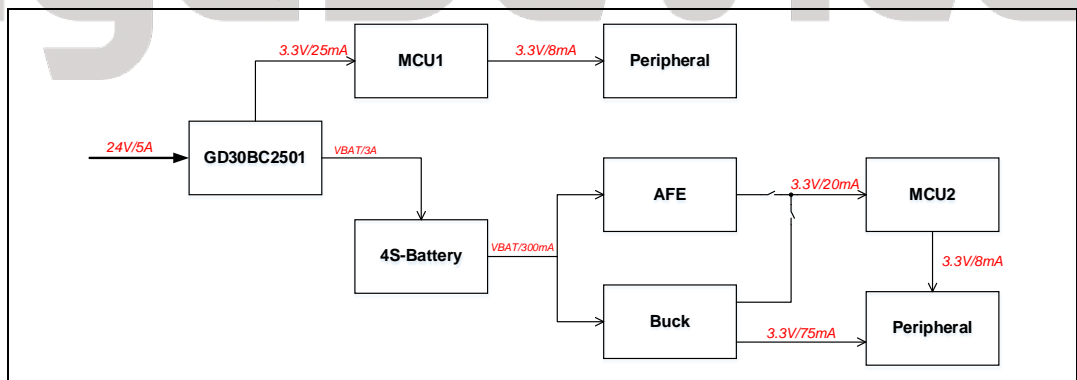 3.3V/25mA
MCU1
3.3V/8mA
Peripheral
24V/5A
GD30BC2501
VBAT/3A
AFE
3.3V/20mA
MCU2
4S-Battery
VBAT/300mA
3.3V/8mA
Buck
3.3V/75mA
Peripheral